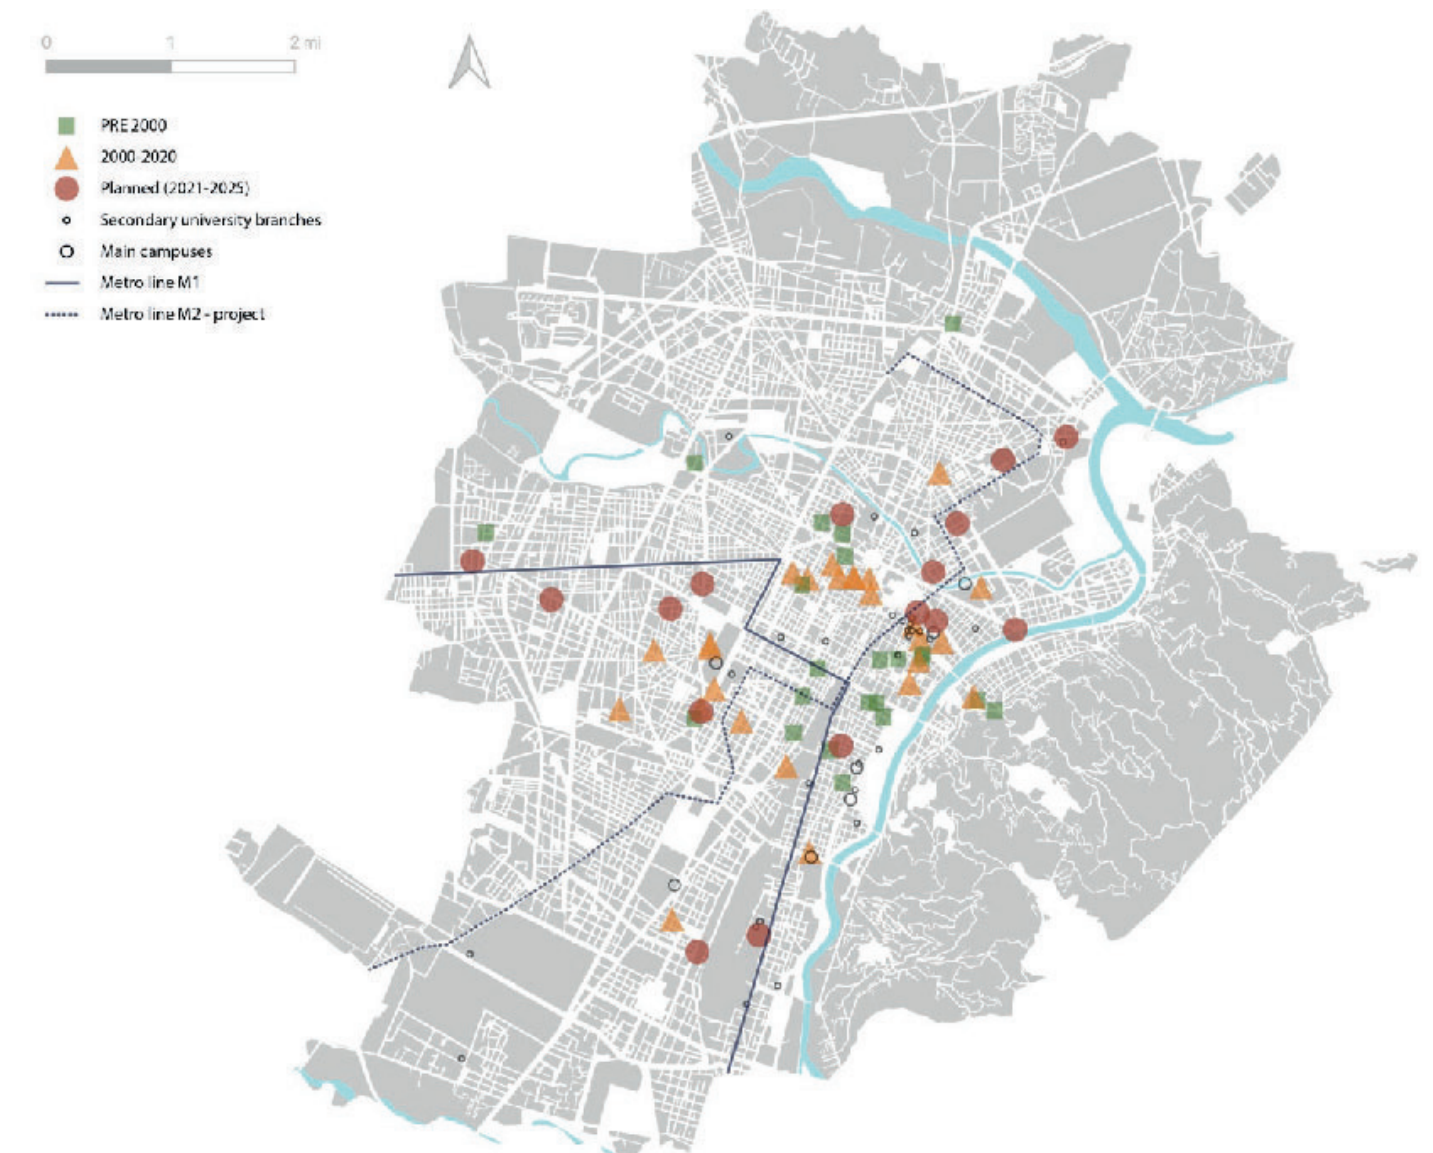 0 1 2 mi
PRE 2000
2000-2020
Planned (2021-2025)
Secondary university branches
Main campuses
Metro line M1
Metro line M2 - project